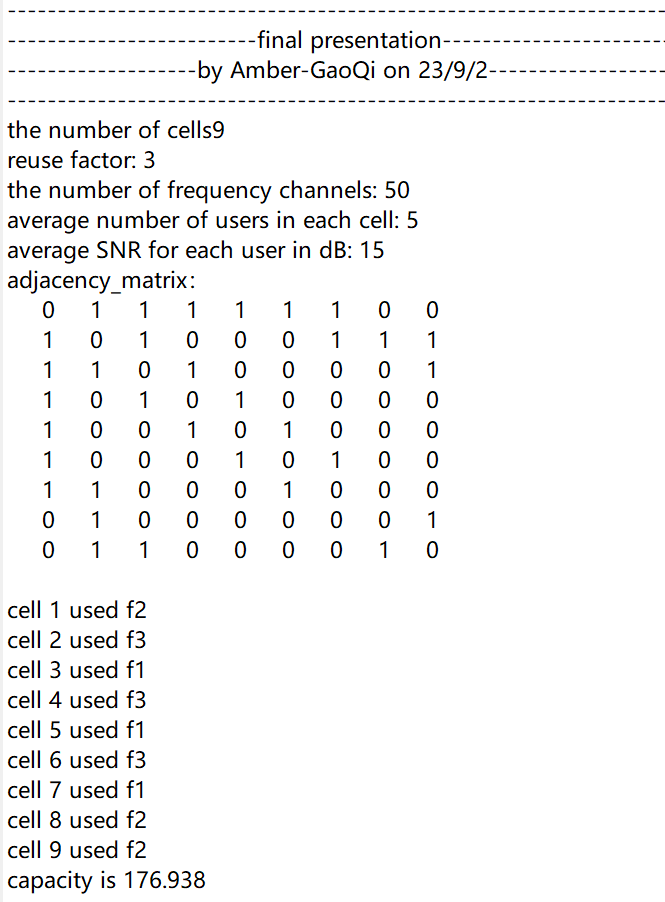 ------------------------------------------------------------------
-------------------------final presentation-----------------------
-------------------by Amber-GaoQi on 23/9/2------------------
------------------------------------------------------------------
the number of cells9
reuse factor: 3
the number of frequency channels: 50
average number of users in each cell: 5
average SNR for each user in dB: 15
adjacency_matrix:
0 1 1 1 1 1 1 0 0
1 0 1 0 0 0 1 1 1
1 1 0 1 0 0 0 0 1
1 0 1 0 1 0 0 0 0
1 0 0 1 0 1 0 0 0
1 0 0 0 1 0 1 0 0
1 1 0 0 0 1 0 0 0
0 1 0 0 0 0 0 0 1
0 1 1 0 0 0 0 1 0
cell 1 used f2
cell 2 used f3
cell 3 used f1
cell 4 used f3
cell 5 used f1
cell 6 used f3
cell 7 used f1
cell 8 used f2
cell 9 used f2
capacity is 176.938